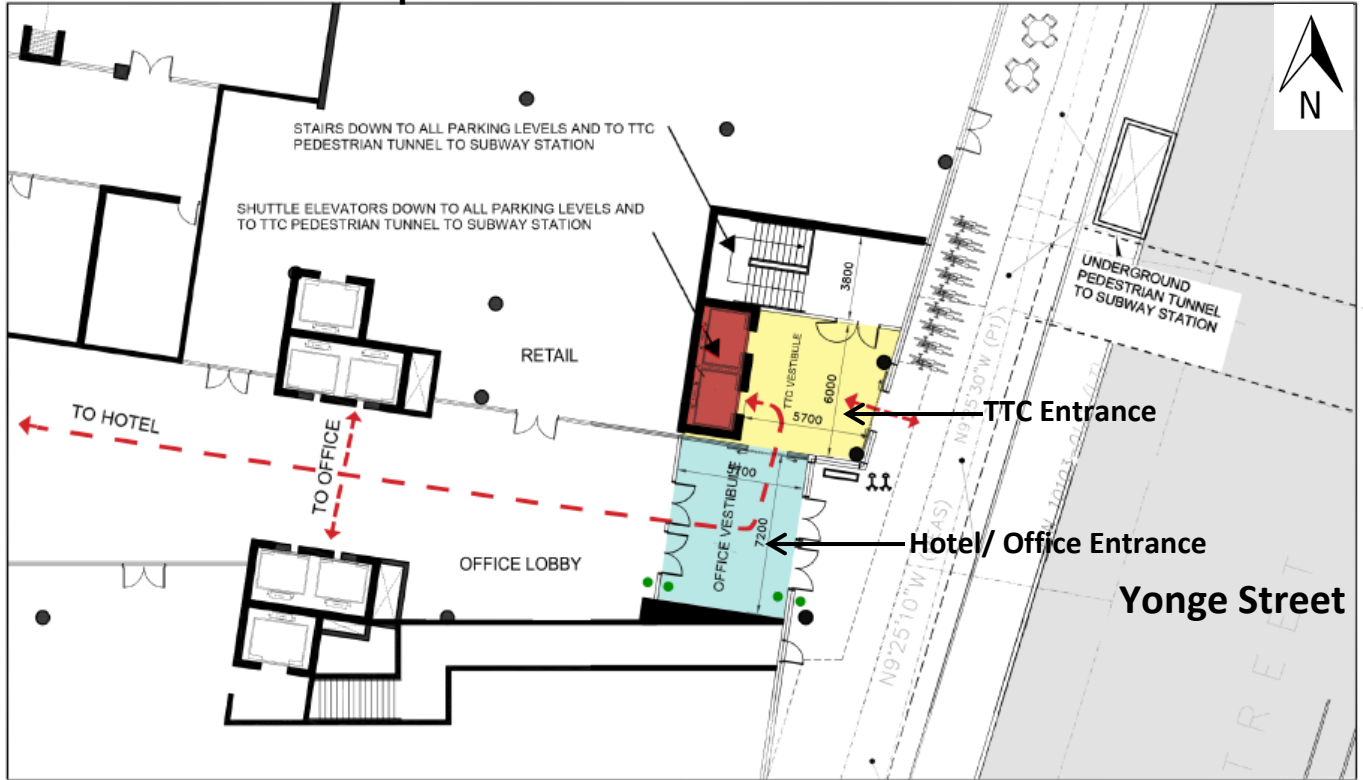 N
STAIRS DOWN TO ALL PARKING LEVELS AND TO TTC
PEDESTRIAN TUNNEL TO SUBWAY STATION
SHUTTLE ELEVATORS DOWN TO ALL PARKING LEVELS AND
TO TTC PEDESTRIAN TUNNEL TO SUBWAY STATION
UNDERGROUND
PEDESTRIAN TUNNEL
TO SUBWAY STATION
3800
RETAIL
TTC VESTIBULE
6000
5700
TTC Entrance
TO HOTEL
TO OFFICE
5700
OFFICE VESTIBULE
7200
Hotel/ Office Entrance
OFFICE LOBBY
Yonge Street
(P1)
N9°25'10"W
STREET